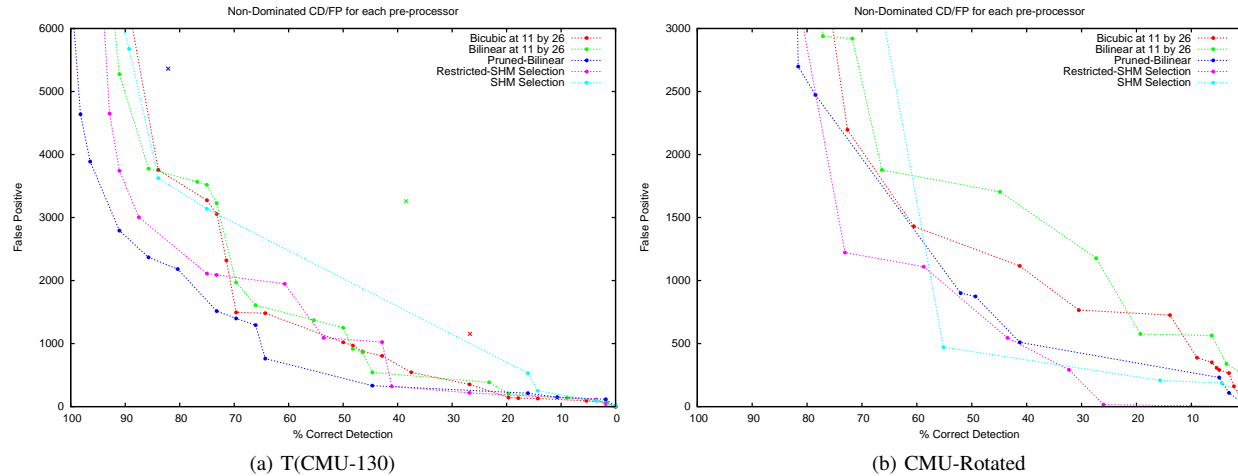 Non-Dominated CD/FP for each pre-processor
6000
5000
4000
3000
2000
1000
0
False Positive
Bicubic at 11 by 26
Bilinear at 11 by 26
Pruned-Bilinear
Restricted-SHM Selection
SHM Selection
100 90 80 70 60 50 40 30 20 10 0
% Correct Detection
(a) T(CMU-130)
Non-Dominated CD/FP for each pre-processor
3000
2500
2000
1500
1000
500
0
False Positive
Bicubic at 11 by 26
Bilinear at 11 by 26
Pruned-Bilinear
Restricted-SHM Selection
SHM Selection
100 90 80 70 60 50 40 30 20 10
% Correct Detection
(b) CMU-Rotated